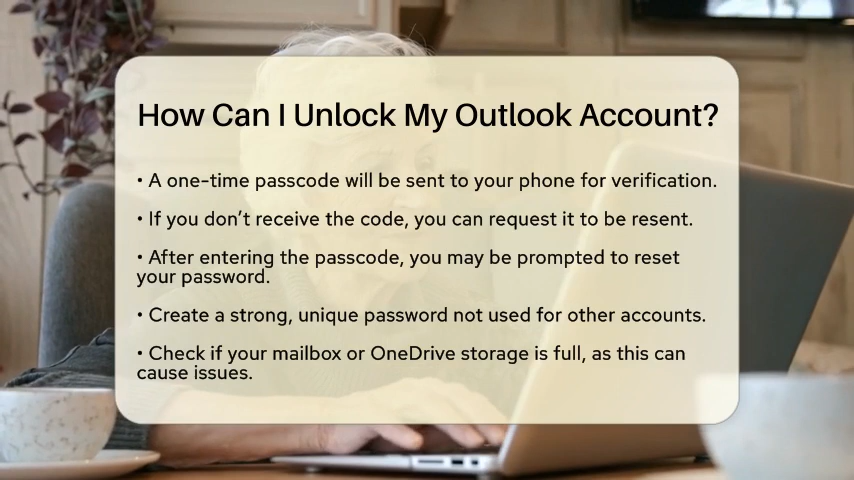 How Can I Unlock My Outlook Account?
• A one-time passcode will be sent to your phone for verification.
• If you don’t receive the code, you can request it to be resent.
• After entering the passcode, you may be prompted to reset
your password.
• Create a strong, unique password not used for other accounts.
• Check if your mailbox or OneDrive storage is full, as this can
cause issues.